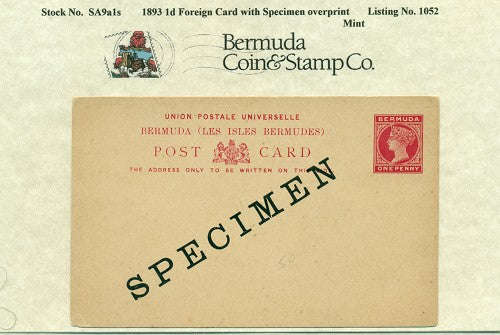 Stock No. SA9a1s 1893 1d Foreign Card with Specimen overprint Listing No. 1052
Mint
Bermuda
Coin&Stamp Co.
UNION POSTALE UNIVERSELLE
BERMUDA (LES ISLES BERMUDES)
POST CARD
THE ADDRESS ONLY TO BE WRITTEN ON THI
BERMUDA
ONE PENNY
SPECIMEN
50